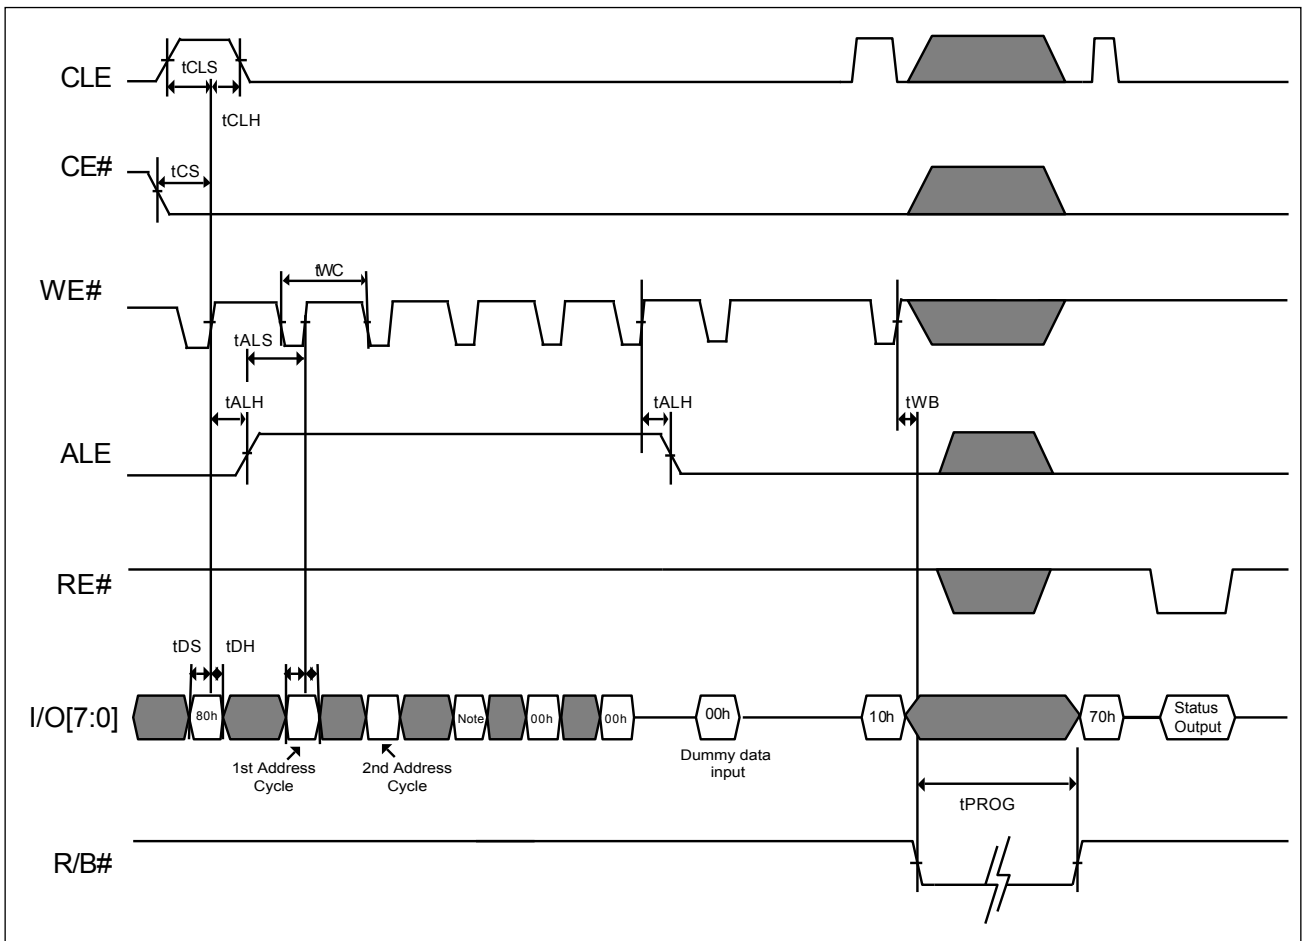 CLE
tCLS
tCLH
CE#
tCS
WE#
tWC
tALS
tALH
tALH
tWB
ALE
RE#
tDS
tDH
I/O[7:0]
80h
Note
00h
00h
00h
10h
70h
Status
Output
1st Address
Cycle
2nd Address
Cycle
Dummy data
input
tPROG
R/B#